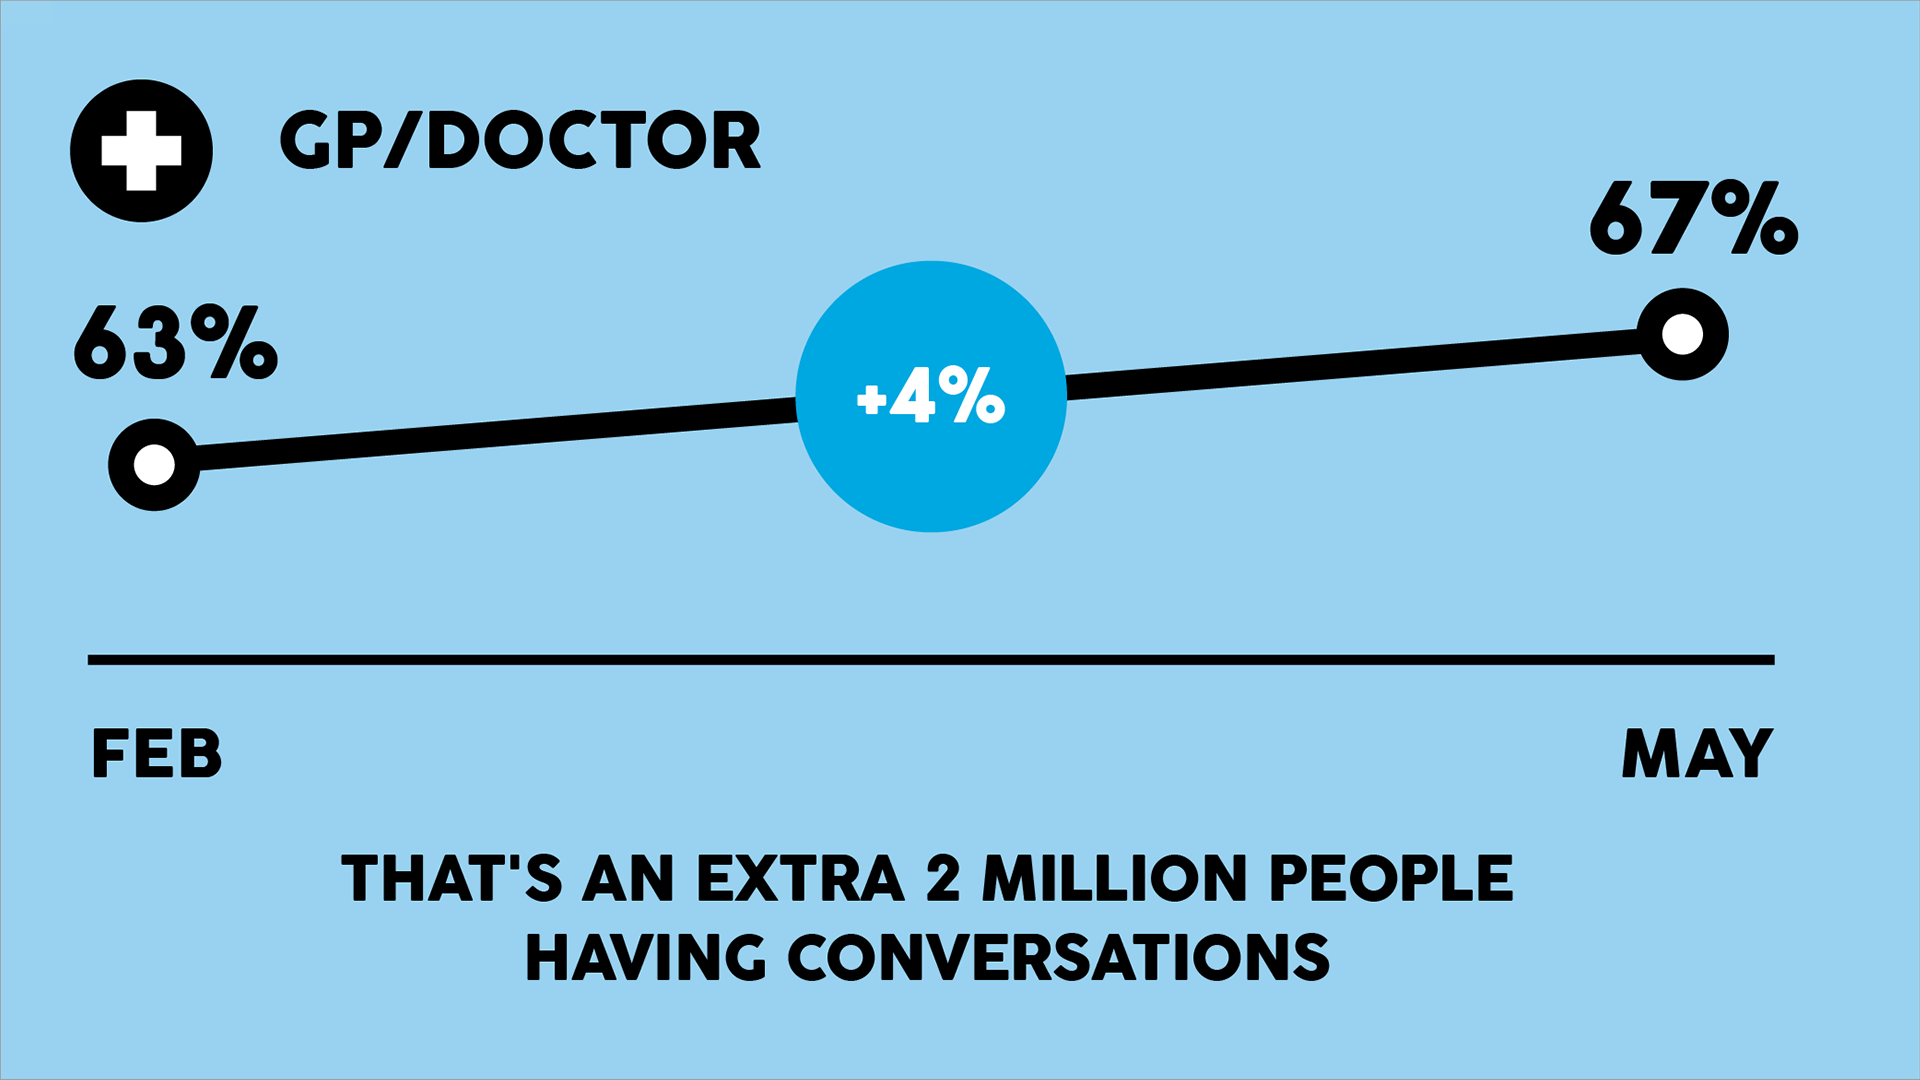 GP/DOCTOR
67%
63%
+4%
FEB
MAY
THAT'S AN EXTRA 2 MILLION PEOPLE
HAVING CONVERSATIONS